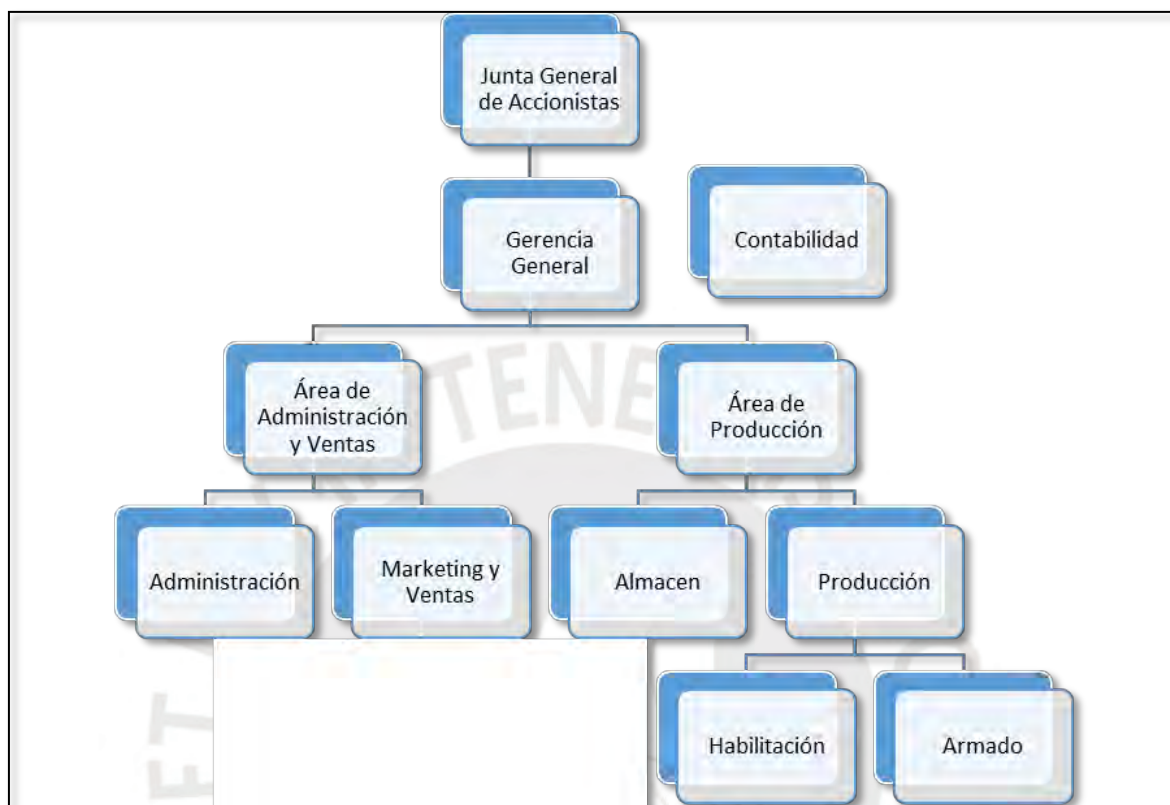 Junta General
de Accionistas
Gerencia
General
Contabilidad
Área de
Administración
y Ventas
Área de
Producción
Administración
Marketing y
Ventas
Almacen
Producción
Habilitación
Armado